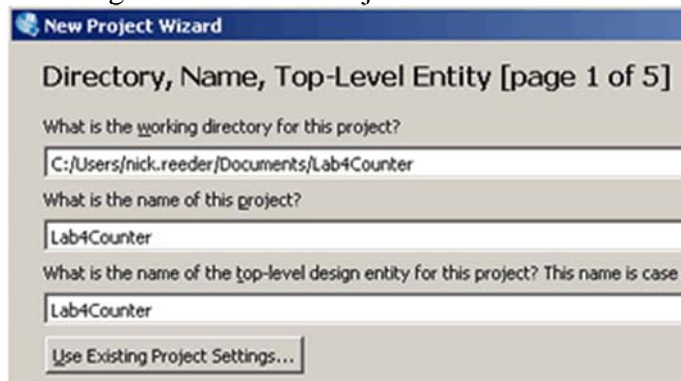 New Project Wizard
Directory, Name, Top-Level Entity [page 1 of 5]
What is the working directory for this project?
C:/Users/nick.reeder/Documents/Lab4Counter
What is the name of this project?
Lab4Counter
What is the name of the top-level design entity for this project? This name is case
Lab4Counter
Use Existing Project Settings...